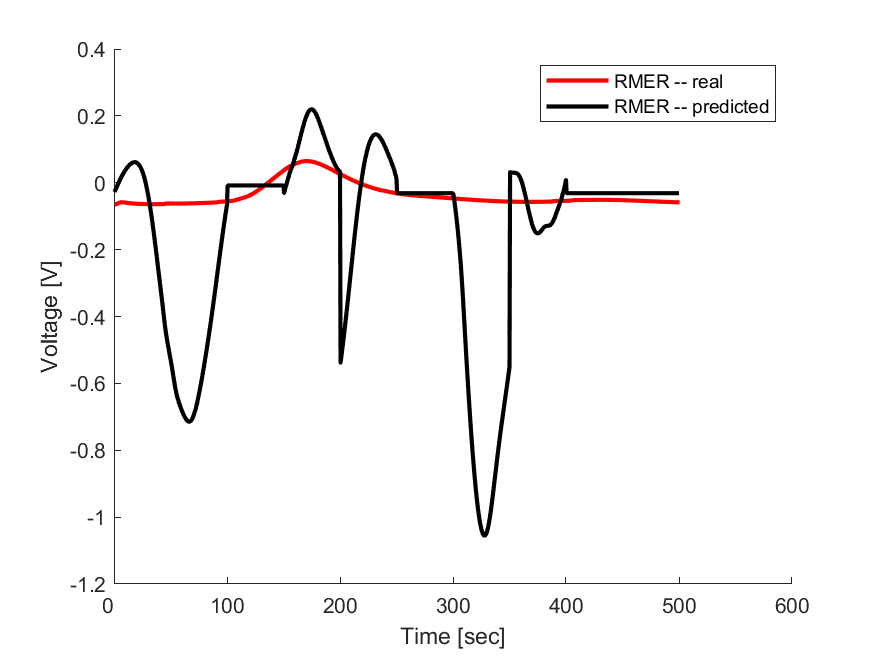 0.4
0.2
0
-0.2
-0.4
-0.6
-0.8
-1
-1.2
Voltage [V]
0 100 200 300 400 500 600
Time [sec]
RMER -- real
RMER -- predicted